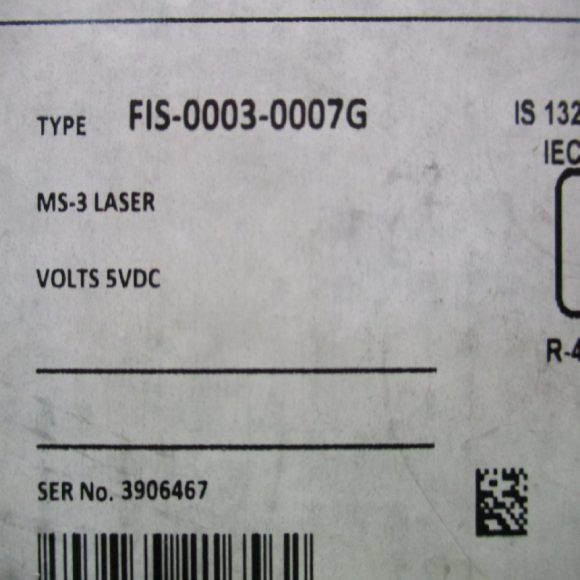 TYPE FIS-0003-0007G
IS 132
IEC
MS-3 LASER
VOLTS 5VDC
R-4
SER No. 3906467